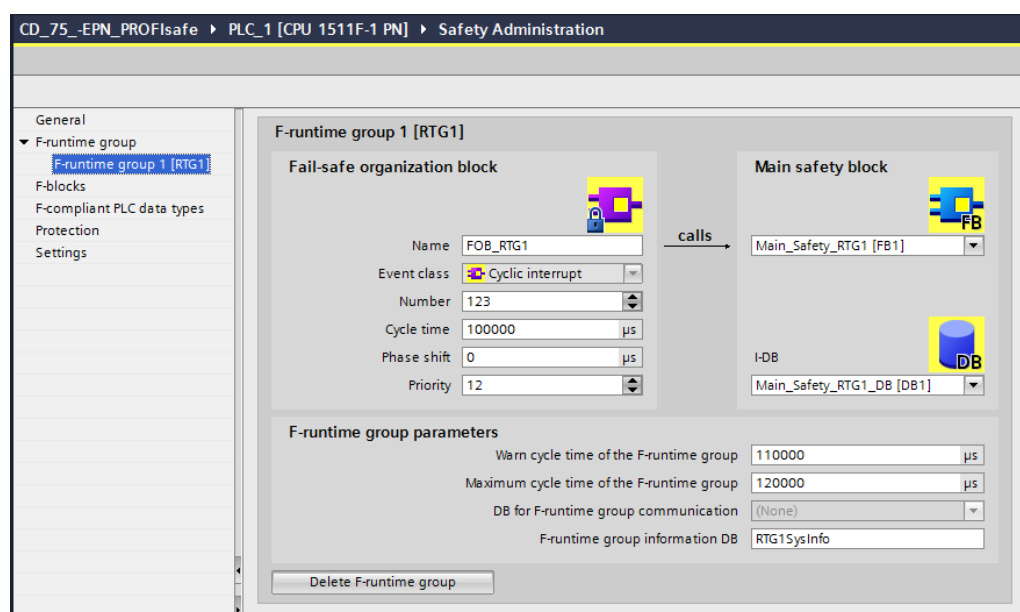 CD_75_-EPN_PROFIsafe ▸ PLC_1 [CPU 1511F-1 PN] ▸ Safety Administration
General
F-runtime group
F-runtime group 1 [RTG1]
F-blocks
F-compliant PLC data types
Protection
Settings
F-runtime group 1 [RTG1]
Fail-safe organization block
Name FOB_RTG1
Event class Cyclic interrupt
Number 123
Cycle time 100000 µs
Phase shift 0 µs
Priority 12
calls
Main safety block
FB
Main_Safety_RTG1 [FB1]
I-DB
DB
Main_Safety_RTG1_DB [DB1]
F-runtime group parameters
Warn cycle time of the F-runtime group 110000 µs
Maximum cycle time of the F-runtime group 120000 µs
DB for F-runtime group communication (None)
F-runtime group information DB RTG1SysInfo
Delete F-runtime group